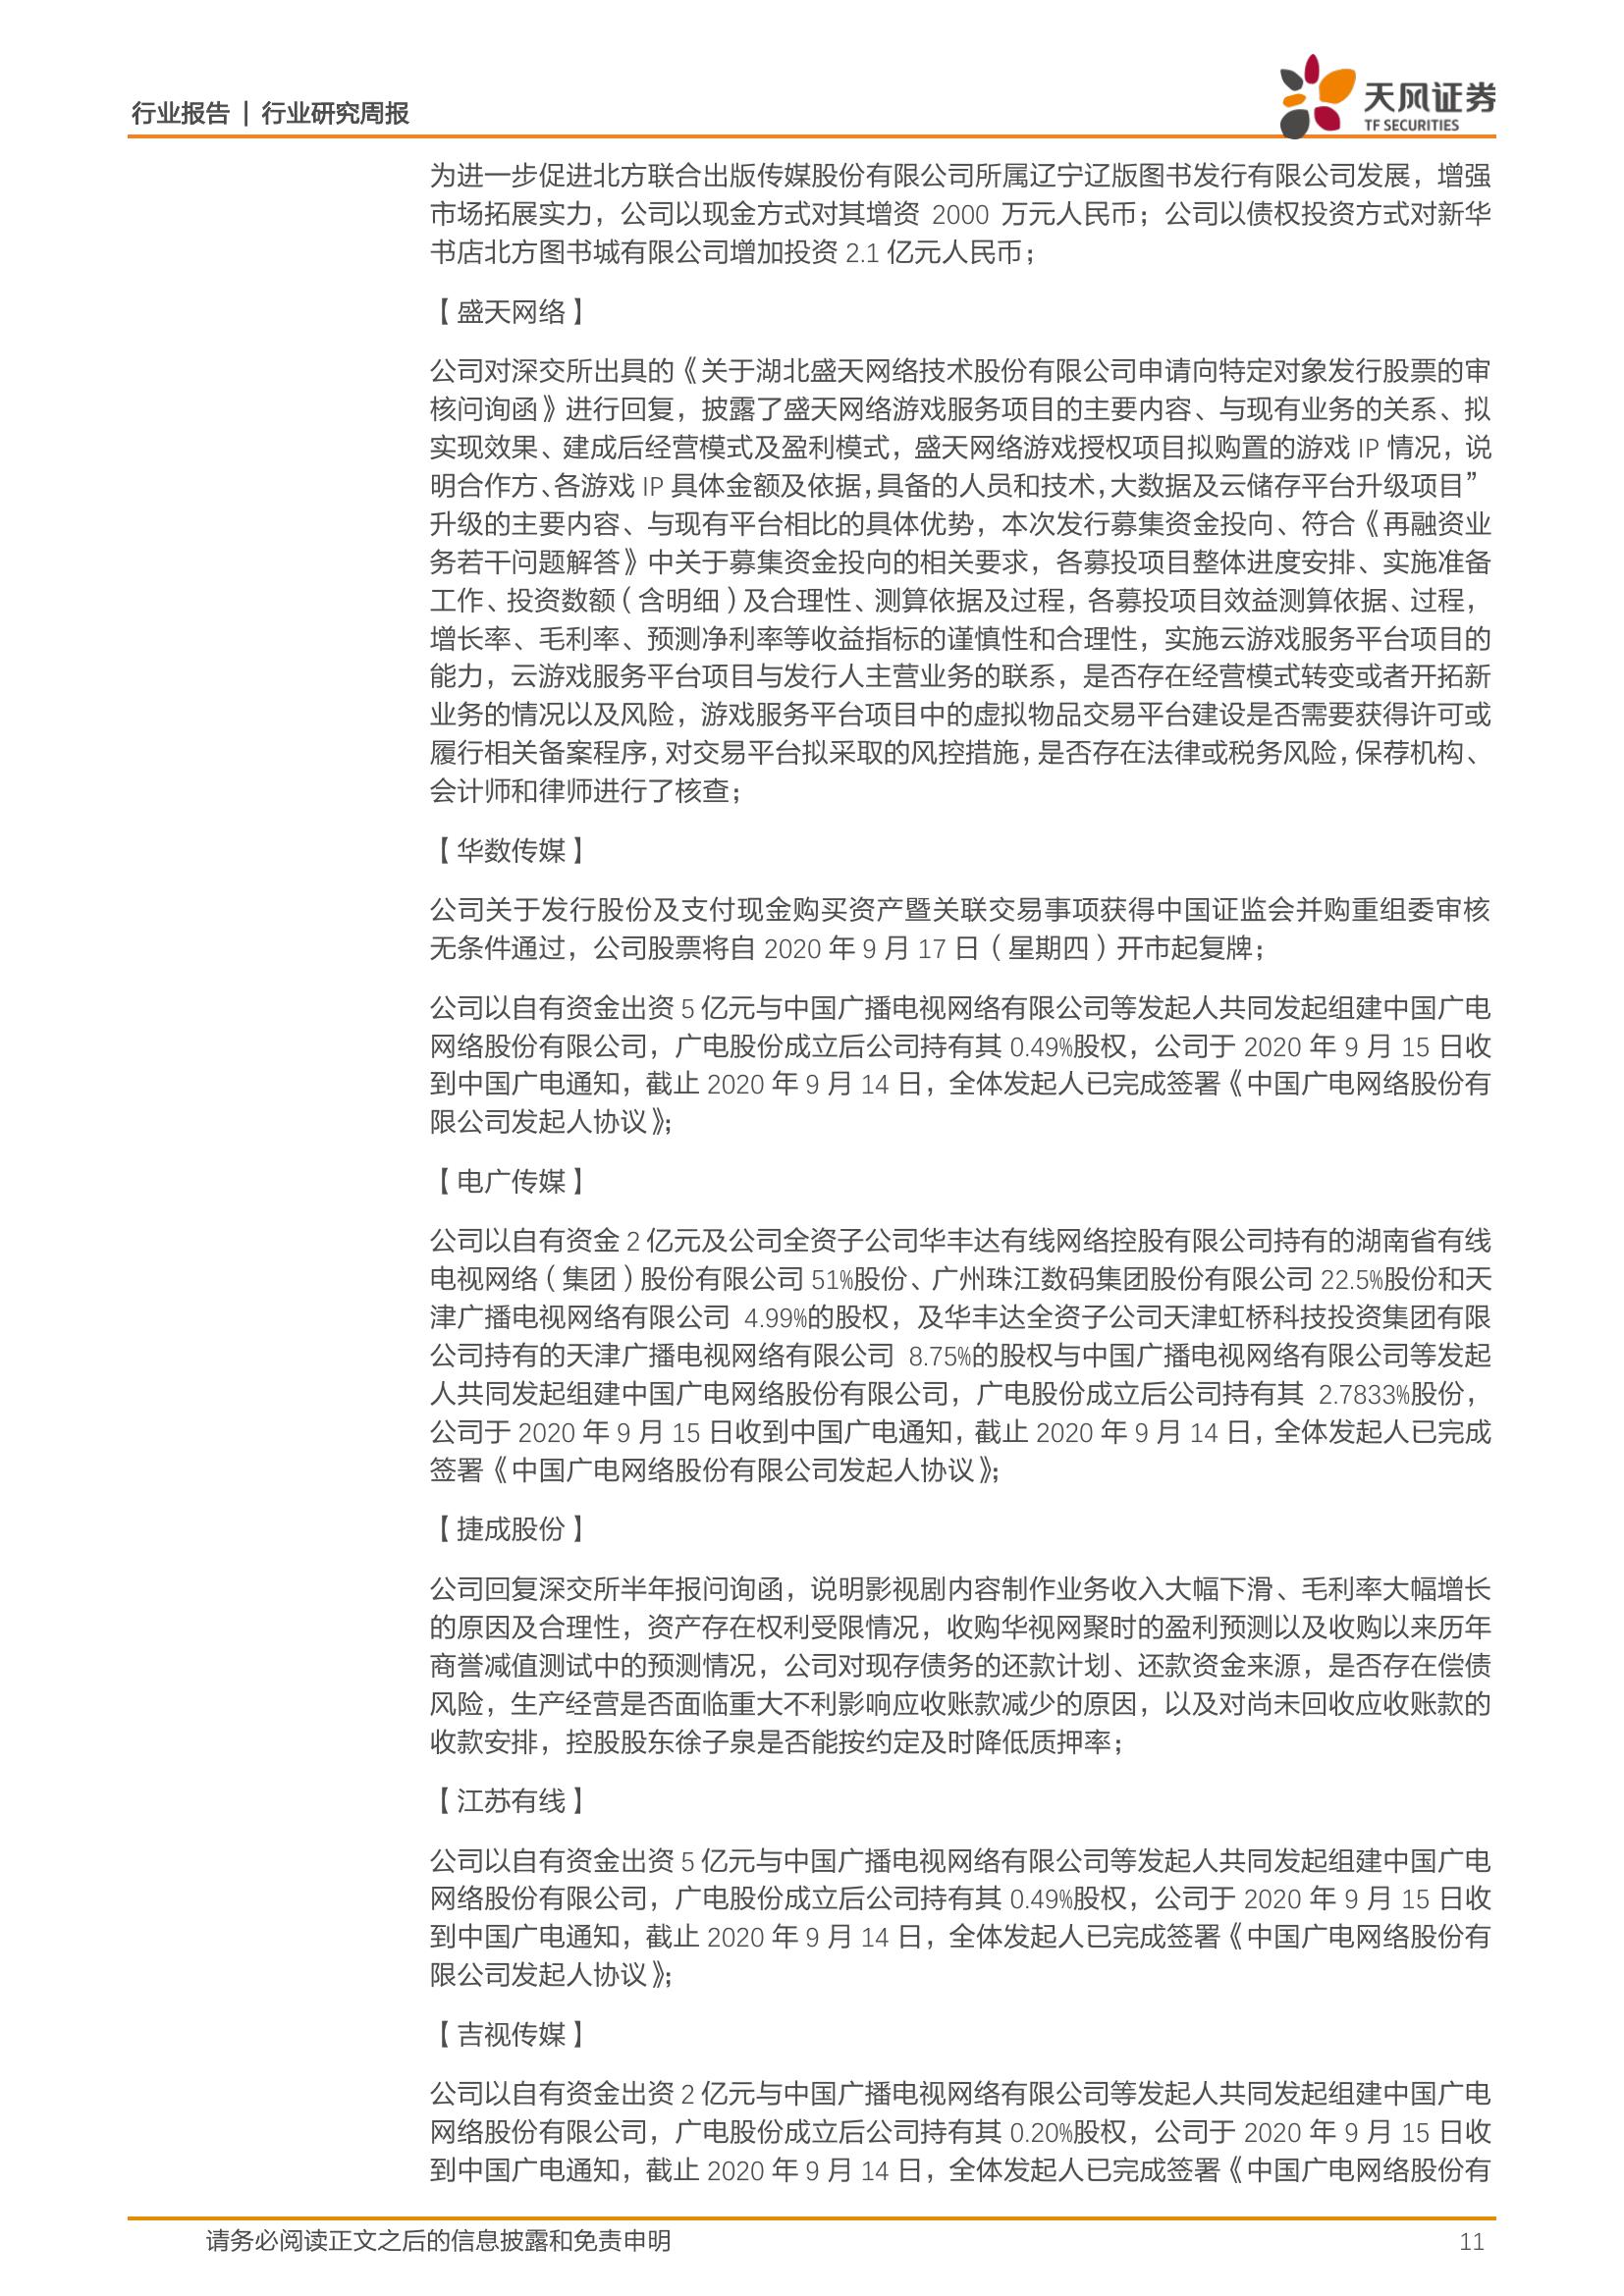 行业报告 | 行业研究周报
天风证券
TF SECURITIES
为进一步促进北方联合出版传媒股份有限公司所属辽宁辽版图书发行有限公司发展，增强
市场拓展实力，公司以现金方式对其增资 2000 万元人民币；公司以债权投资方式对新华
书店北方图书城有限公司增加投资 2.1 亿元人民币；
【盛天网络】
公司对深交所出具的《关于湖北盛天网络技术股份有限公司申请向特定对象发行股票的审
核问询函》进行回复，披露了盛天网络游戏服务项目的主要内容、与现有业务的关系、拟
实现效果、建成后经营模式及盈利模式，盛天网络游戏授权项目拟购置的游戏 IP 情况，说
明合作方、各游戏 IP 具体金额及依据，具备的人员和技术，大数据及云储存平台升级项目”
升级的主要内容、与现有平台相比的具体优势，本次发行募集资金投向、符合《再融资业
务若干问题解答》中关于募集资金投向的相关要求，各募投项目整体进度安排、实施准备
工作、投资数额（含明细）及合理性、测算依据及过程，各募投项目效益测算依据、过程，
增长率、毛利率、预测净利率等收益指标的谨慎性和合理性，实施云游戏服务平台项目的
能力，云游戏服务平台项目与发行人主营业务的联系，是否存在经营模式转变或者开拓新
业务的情况以及风险，游戏服务平台项目中的虚拟物品交易平台建设是否需要获得许可或
履行相关备案程序，对交易平台拟采取的风控措施，是否存在法律或税务风险，保荐机构、
会计师和律师进行了核查；
【华数传媒】
公司关于发行股份及支付现金购买资产暨关联交易事项获得中国证监会并购重组委审核
无条件通过，公司股票将自 2020 年 9 月 17 日（星期四）开市起复牌；
公司以自有资金出资 5 亿元与中国广播电视网络有限公司等发起人共同发起组建中国广电
网络股份有限公司，广电股份成立后公司持有其 0.49%股权，公司于 2020 年 9 月 15 日收
到中国广电通知，截止 2020 年 9 月 14 日，全体发起人已完成签署《中国广电网络股份有
限公司发起人协议》；
【电广传媒】
公司以自有资金 2 亿元及公司全资子公司华丰达有线网络控股有限公司持有的湖南省有线
电视网络（集团）股份有限公司 51%股份、广州珠江数码集团股份有限公司 22.5%股份和天
津广播电视网络有限公司 4.99%的股权，及华丰达全资子公司天津虹桥科技投资集团有限
公司持有的天津广播电视网络有限公司 8.75%的股权与中国广播电视网络有限公司等发起
人共同发起组建中国广电网络股份有限公司，广电股份成立后公司持有其 2.7833%股份，
公司于 2020 年 9 月 15 日收到中国广电通知，截止 2020 年 9 月 14 日，全体发起人已完成
签署《中国广电网络股份有限公司发起人协议》；
【捷成股份】
公司回复深交所半年报问询函，说明影视剧内容制作业务收入大幅下滑、毛利率大幅增长
的原因及合理性，资产存在权利受限情况，收购华视网聚时的盈利预测以及收购以来历年
商誉减值测试中的预测情况，公司对现存债务的还款计划、还款资金来源，是否存在偿债
风险，生产经营是否面临重大不利影响应收账款减少的原因，以及对尚未回收应收账款的
收款安排，控股股东徐子泉是否能按约定及时降低质押率；
【江苏有线】
公司以自有资金出资 5 亿元与中国广播电视网络有限公司等发起人共同发起组建中国广电
网络股份有限公司，广电股份成立后公司持有其 0.49%股权，公司于 2020 年 9 月 15 日收
到中国广电通知，截止 2020 年 9 月 14 日，全体发起人已完成签署《中国广电网络股份有
限公司发起人协议》；
【吉视传媒】
公司以自有资金出资 2 亿元与中国广播电视网络有限公司等发起人共同发起组建中国广电
网络股份有限公司，广电股份成立后公司持有其 0.20%股权，公司于 2020 年 9 月 15 日收
到中国广电通知，截止 2020 年 9 月 14 日，全体发起人已完成签署《中国广电网络股份有
请务必阅读正文之后的信息披露和免责申明
11